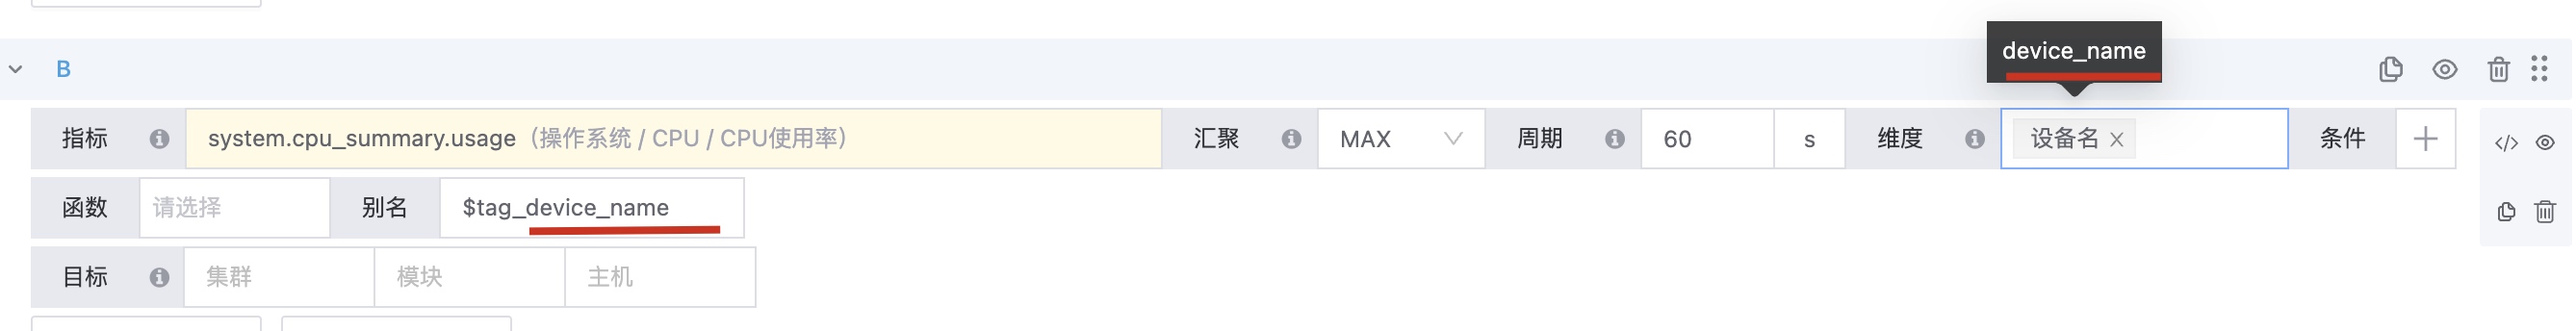 device_name
B
指标 system.cpu_summary.usage（操作系统 / CPU / CPU使用率） 汇聚 MAX 周期 60 s 维度 设备名 条件
函数 请选择 别名 $tag_device_name
目标 集群 模块 主机